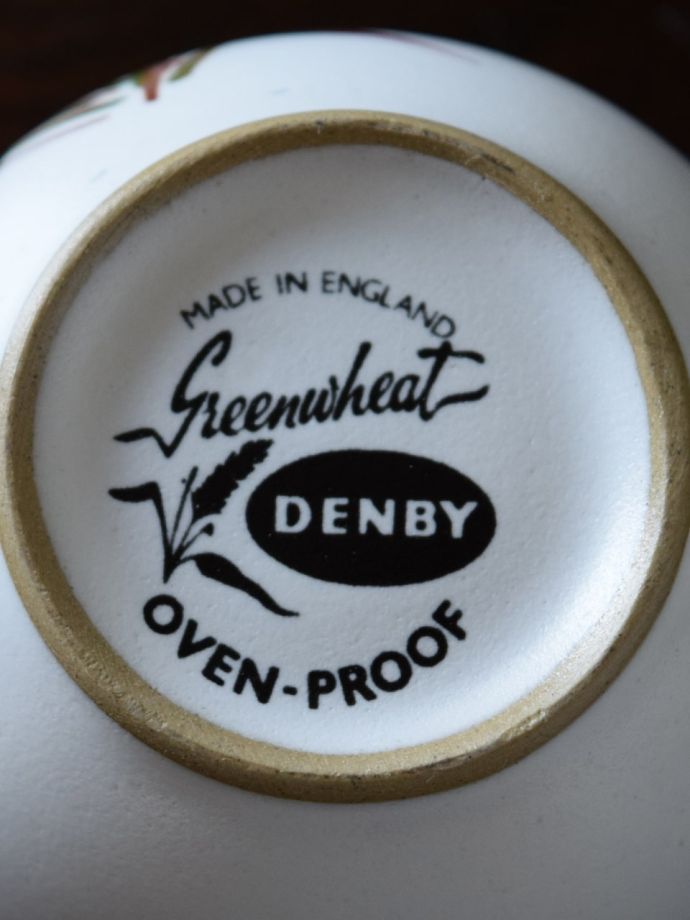 MADE IN ENGLAND
Greenwheat
DENBY
OVEN-PROOF